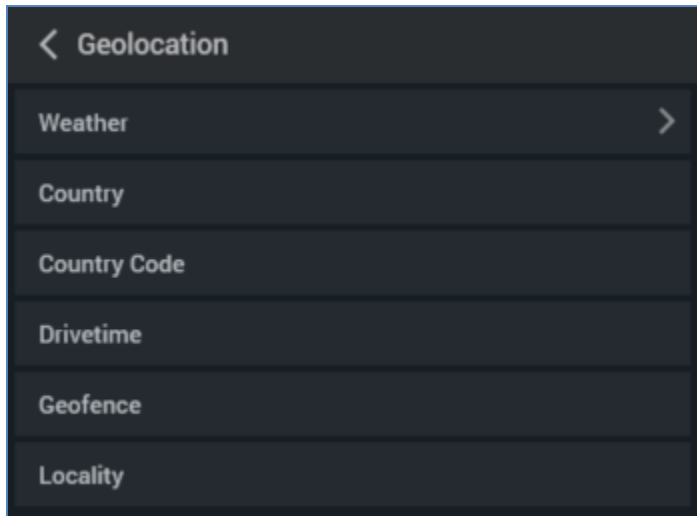 Geolocation
Weather
Country
Country Code
Drivetime
Geofence
Locality